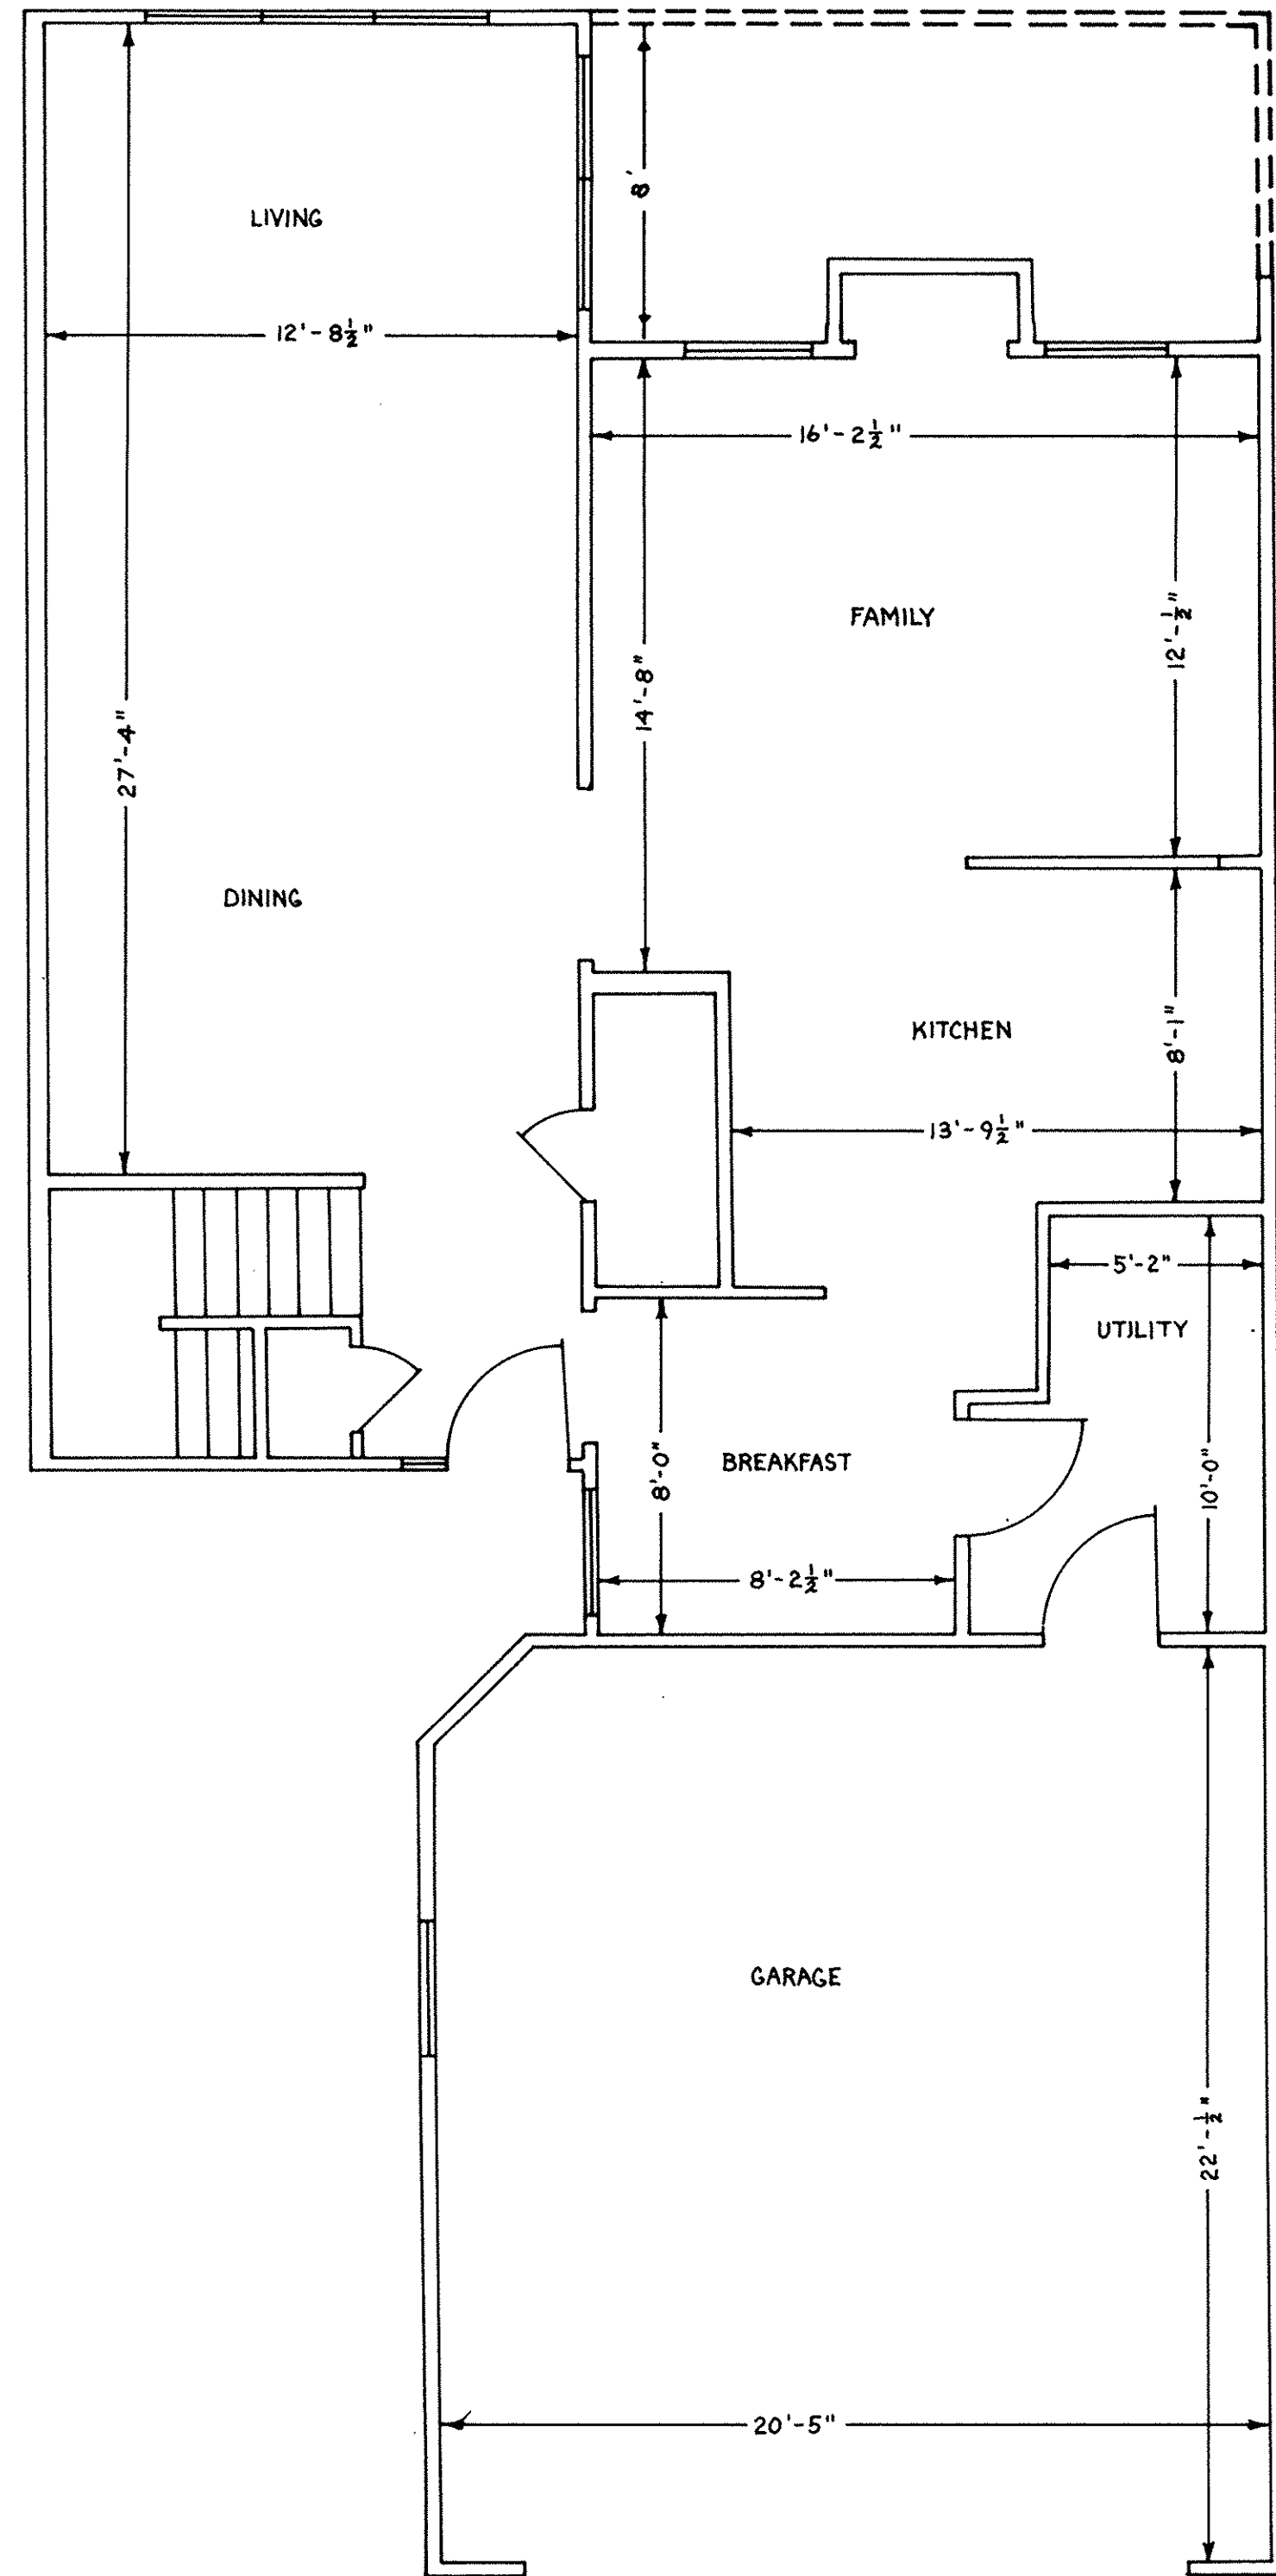 8'
LIVING
12'-8½"
16'-2½"
FAMILY
12'-½"
14'-8"
27'-4"
DINING
KITCHEN
8'-1"
13'-9½"
5'-2"
UTILITY
BREAKFAST
8'-0"
10'-0"
8'-2½"
GARAGE
22'-½"
20'-5"